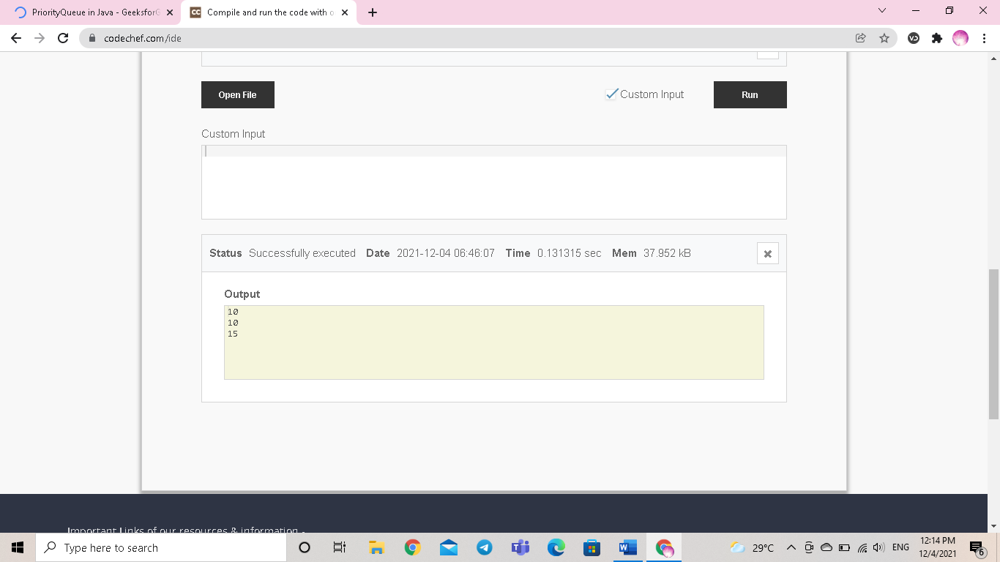 PriorityQueue in Java - GeeksforG
CC Compile and run the code with o
codechef.com/ide
Open File
Custom Input
Run
Custom Input
Status Successfully executed Date 2021-12-04 06:46:07 Time 0.131315 sec Mem 37.952 kB
Output
10
10
15
Important Links of our resources & information -
Type here to search
W
29°C
ENG
12:14 PM
12/4/2021
6